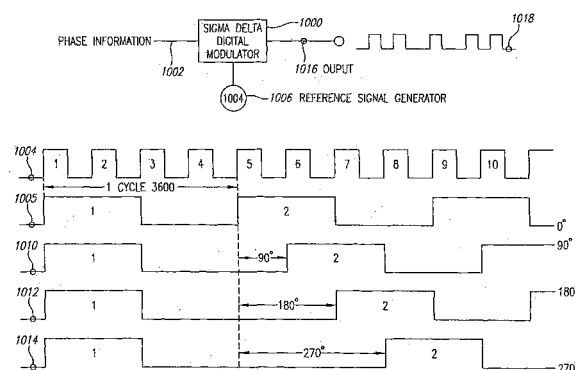 1000
SIGMA DELTA
DIGITAL
MODULATOR
PHASE INFORMATION
1002
1016 OUPUT
1018
1004
1006 REFERENCE SIGNAL GENERATOR
1004
1 2 3 4 5 6 7 8 9 10
1 CYCLE 3600
1005
1 2
0°
1010
1 90° 2
90°
1012
1 180° 2
180
1014
1 270° 2
270